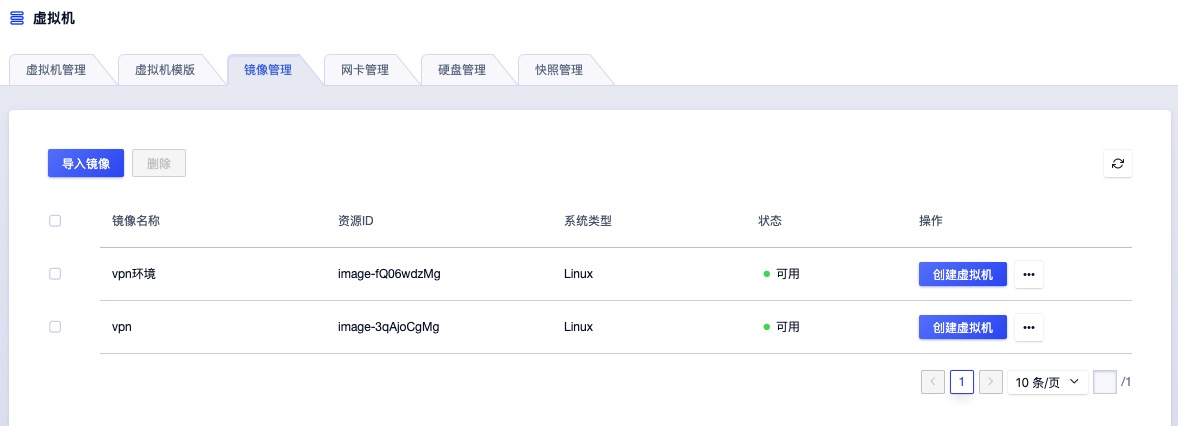 虚拟机
虚拟机管理 虚拟机模版 镜像管理 网卡管理 硬盘管理 快照管理
导入镜像 删除
镜像名称 资源ID 系统类型 状态 操作
vpn环境 image-fQ06wdzMg Linux 可用 创建虚拟机 •••
vpn image-3qAjoCgMg Linux 可用 创建虚拟机 •••
1 10 条/页 /1